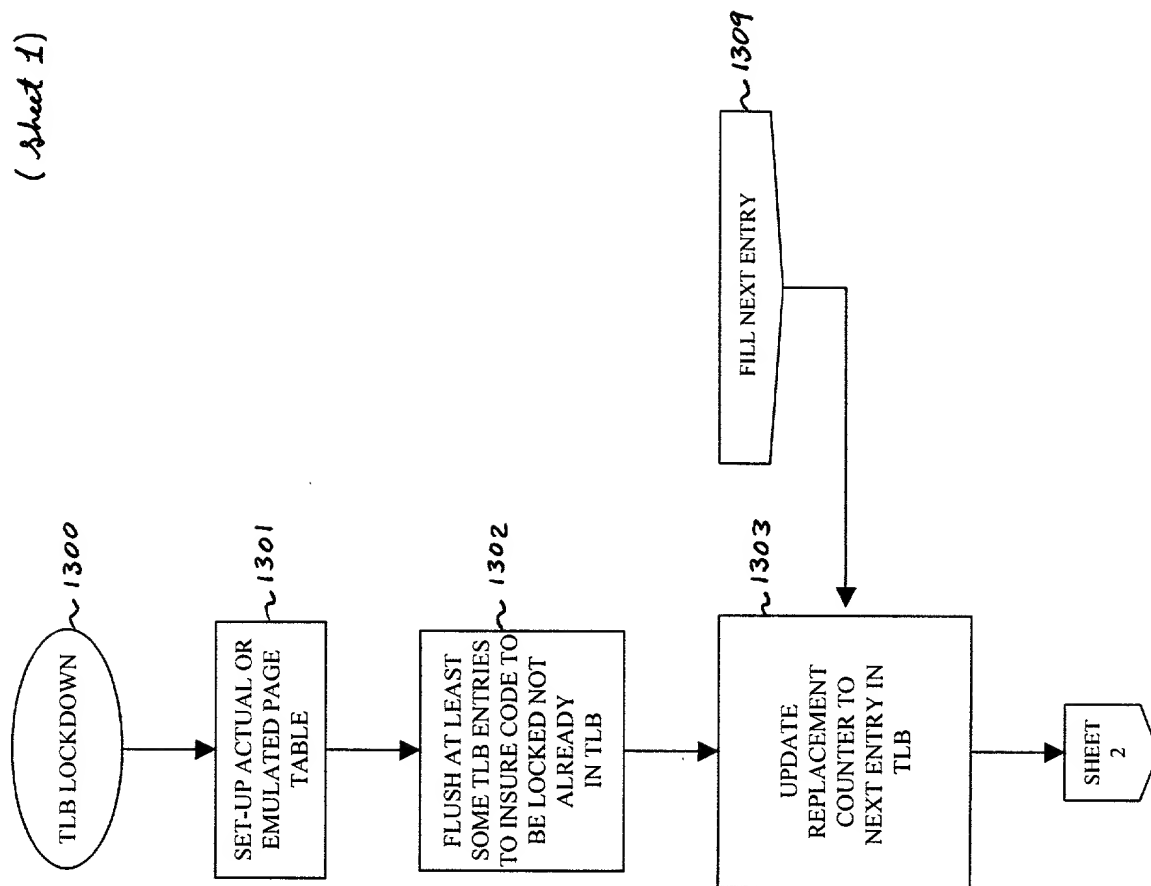 (sheet 1)
TLB LOCKDOWN
1300
SET-UP ACTUAL OR
EMULATED PAGE
TABLE
1301
FLUSH AT LEAST
SOME TLB ENTRIES
TO INSURE CODE TO
BE LOCKED NOT
ALREADY
IN TLB
1302
UPDATE
REPLACEMENT
COUNTER TO
NEXT ENTRY IN
TLB
1303
FILL NEXT ENTRY
1309
SHEET
2